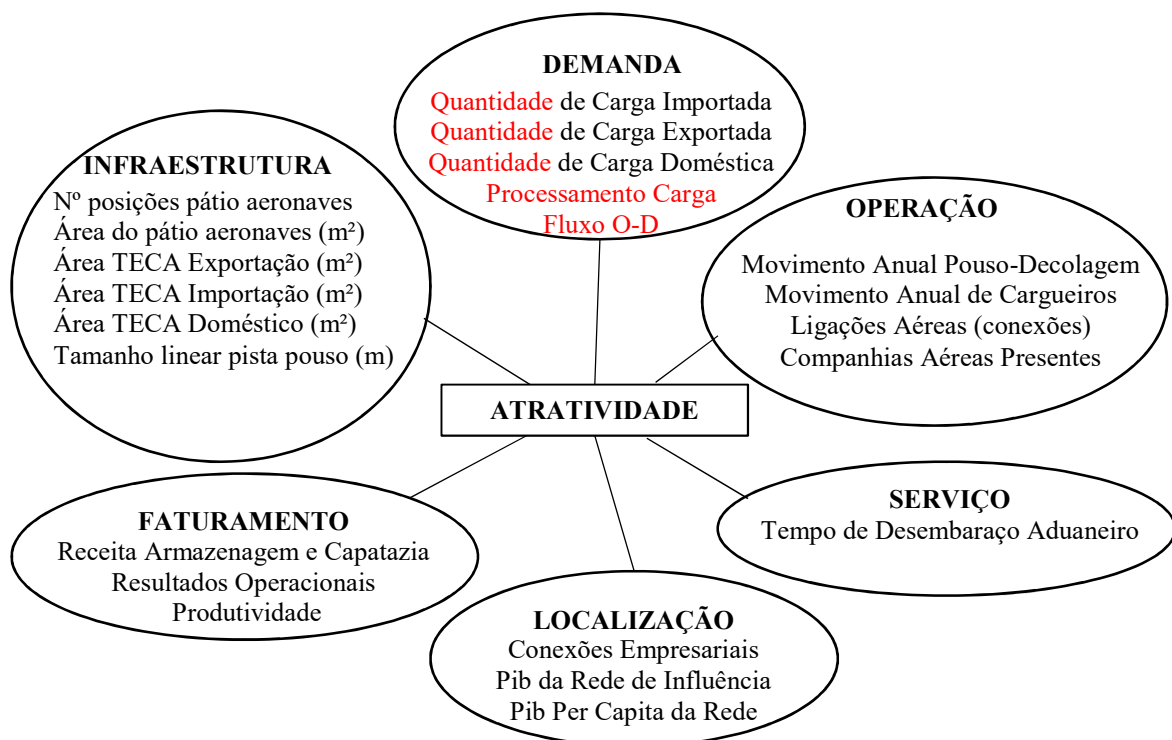 DEMANDA
Quantidade de Carga Importada
Quantidade de Carga Exportada
Quantidade de Carga Doméstica
Processamento Carga
Fluxo O-D
INFRAESTRUTURA
Nº posições pátio aeronaves
Área do pátio aeronaves (m²)
Área TECA Exportação (m²)
Área TECA Importação (m²)
Área TECA Doméstico (m²)
Tamanho linear pista pouso (m)
OPERAÇÃO
Movimento Anual Pouso-Decolagem
Movimento Anual de Cargueiros
Ligações Aéreas (conexões)
Companhias Aéreas Presentes
ATRATIVIDADE
FATURAMENTO
Receita Armazenagem e Capatazia
Resultados Operacionais
Produtividade
SERVIÇO
Tempo de Desembaraço Aduaneiro
LOCALIZAÇÃO
Conexões Empresariais
Pib da Rede de Influência
Pib Per Capita da Rede